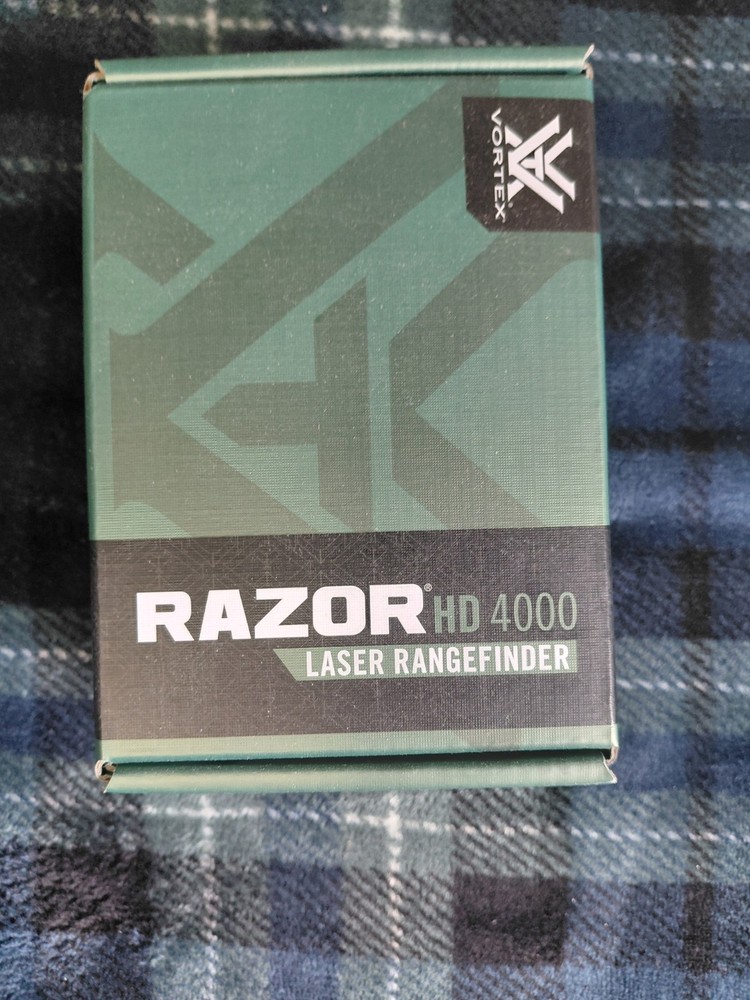 VORTEX
RAZOR® HD 4000
LASER RANGEFINDER